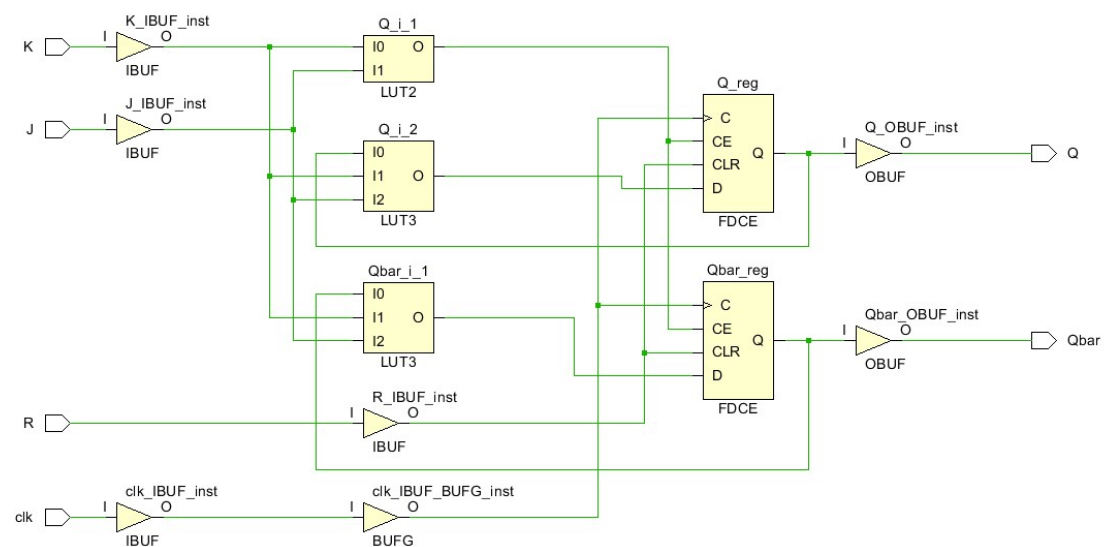 K_IBUF_inst
K
I
O
IBUF
J_IBUF_inst
J
I
O
IBUF
Q_i_1
I0
O
I1
LUT2
Q_i_2
I0
I1
O
I2
LUT3
Q_reg
C
CE
CLR
Q
D
FDCE
Q_OBUF_inst
I
O
Q
OBUF
Qbar_i_1
I0
I1
O
I2
LUT3
Qbar_reg
C
CE
CLR
Q
D
FDCE
Qbar_OBUF_inst
I
O
Qbar
OBUF
R
R_IBUF_inst
I
O
IBUF
clk
clk_IBUF_inst
I
O
IBUF
clk_IBUF_BUFG_inst
I
O
BUFG